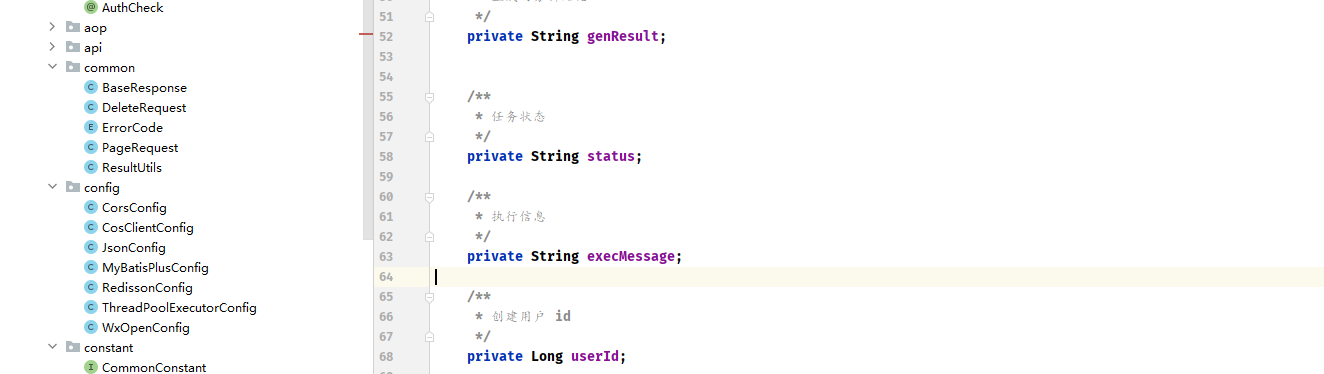 AuthCheck
aop
api
common
BaseResponse
DeleteRequest
ErrorCode
PageRequest
ResultUtils
config
CorsConfig
CosClientConfig
JsonConfig
MyBatisPlusConfig
RedissonConfig
ThreadPoolExecutorConfig
WxOpenConfig
constant
CommonConstant
51 */
52 private String genResult;
53
54
55 /**
56 * 任务状态
57 */
58 private String status;
59
60 /**
61 * 执行信息
62 */
63 private String execMessage;
64
65 /**
66 * 创建用户 id
67 */
68 private Long userId;